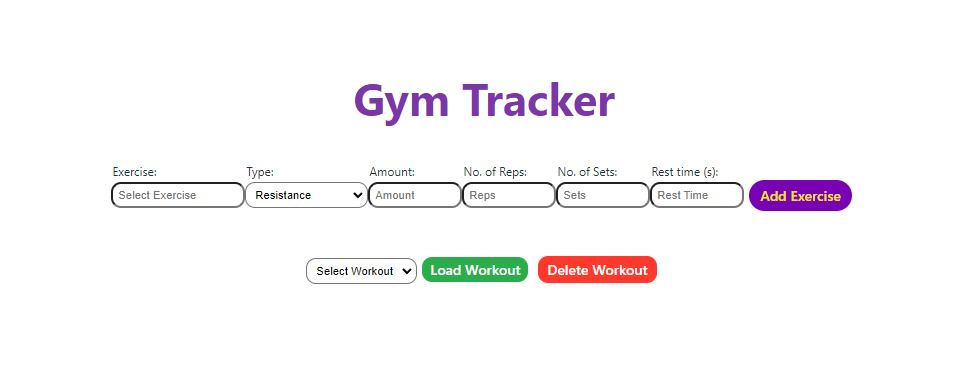 Gym Tracker
Exercise: Type: Amount: No. of Reps: No. of Sets: Rest time (s):
Select Exercise Resistance Amount Reps Sets Rest Time Add Exercise
Select Workout Load Workout Delete Workout